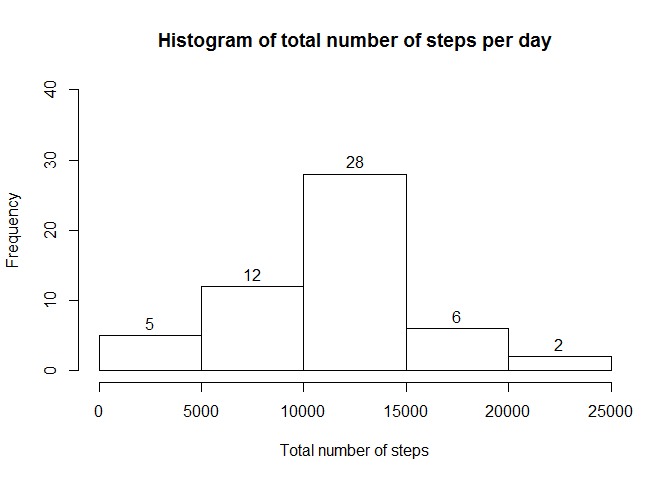 Histogram of total number of steps per day
Frequency
40
30
20
10
0
28
12
6
5
2
0 5000 10000 15000 20000 25000
Total number of steps